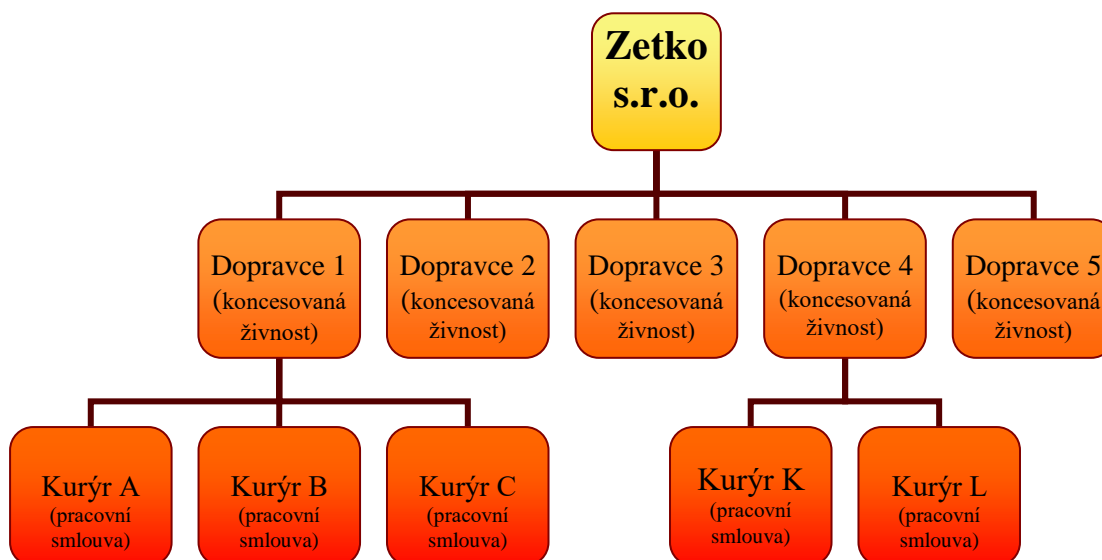 Zetko
s.r.o.
Dopravce 1
(koncesovaná
živnost)
Dopravce 2
(koncesovaná
živnost)
Dopravce 3
(koncesovaná
živnost)
Dopravce 4
(koncesovaná
živnost)
Dopravce 5
(koncesovaná
živnost)
Kurýr A
(pracovní
smlouva)
Kurýr B
(pracovní
smlouva)
Kurýr C
(pracovní
smlouva)
Kurýr K
(pracovní
smlouva)
Kurýr L
(pracovní
smlouva)